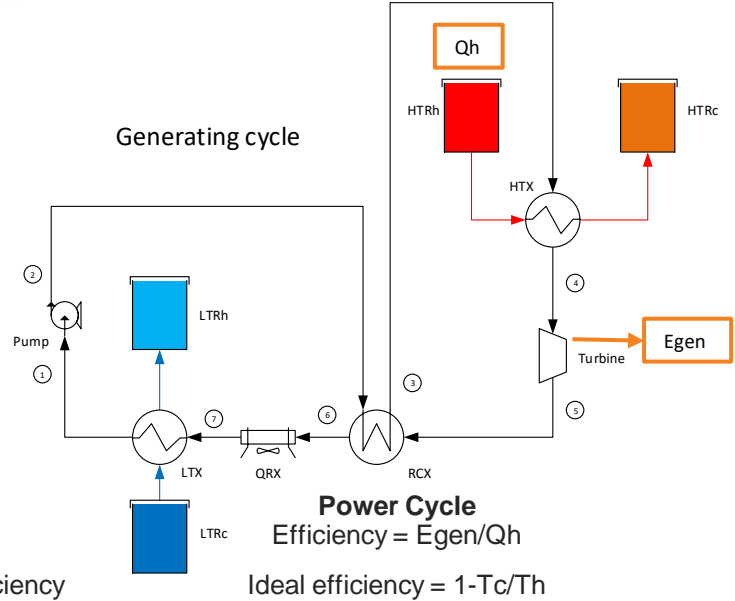 Qh
HTRh
HTRc
Generating cycle
HTX
2
4
LTRh
Pump
Egen
Turbine
1
3
5
7
6
LTX
QRX
RCX
LTRc
Power Cycle
Efficiency = Egen/Qh
ciency
Ideal efficiency = 1-Tc/Th